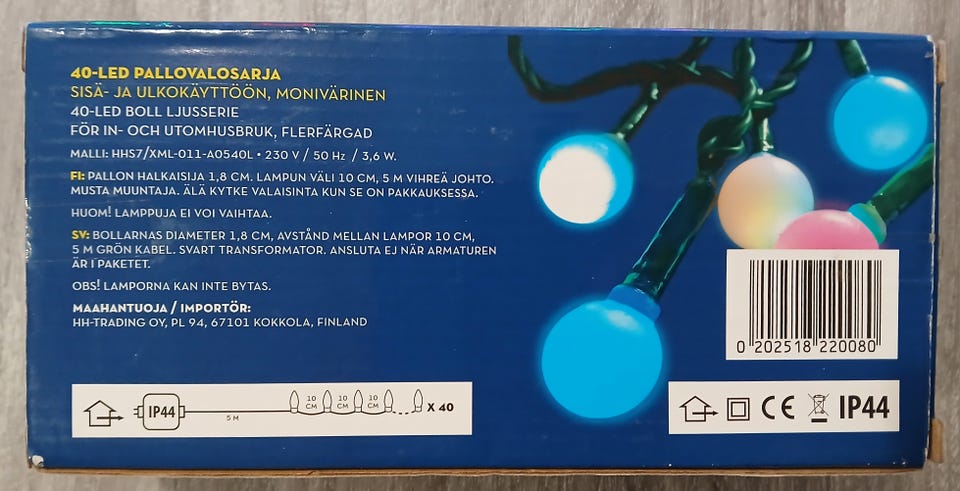 40-LED PALLOVALOSARJA
SISÄ- JA ULKOKÄYTTÖÖN, MONIVÄRINEN
40-LED BOLL LJUSSERIE
FÖR IN- OCH UTOMHUSBRUK, FLERFÄRGAD
MALLI: HHS7/XML-011-A0540L • 230 V / 50 Hz / 3,6 W.
FI: PALLON HALKAISIJA 1,8 CM. LAMPUN VÄLI 10 CM, 5 M VIHREÄ JOHTO.
MUSTA MUUNTAJA. ÄLÄ KYTKE VALAISINTA KUN SE ON PAKKAUKSESSA.
HUOM! LAMPPUJA EI VOI VAIHTAA.
SV: BOLLARNAS DIAMETER 1,8 CM, AVSTÅND MELLAN LAMPOR 10 CM,
5 M GRÖN KABEL. SVART TRANSFORMATOR. ANSLUTA EJ NÄR ARMATUREN
ÄR I PAKETET.
OBS! LAMPORNA KAN INTE BYTAS.
MAAHANTUOJA / IMPORTÖR:
HH-TRADING OY, PL 94, 67101 KOKKOLA, FINLAND
IP44
5 M
10 CM
10 CM
10 CM
X 40
0 202518 220080
CE IP44